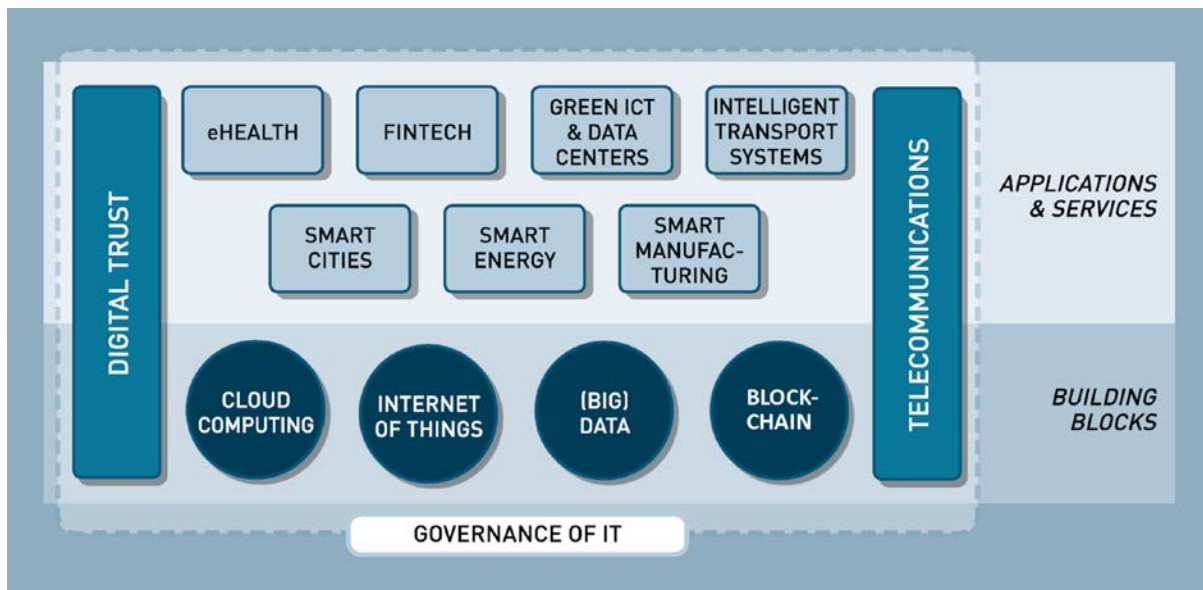 eHEALTH
FINTECH
GREEN ICT
& DATA
CENTERS
INTELLIGENT
TRANSPORT
SYSTEMS
SMART
CITIES
SMART
ENERGY
SMART
MANUFAC-
TURING
DIGITAL TRUST
TELECOMMUNICATIONS
APPLICATIONS
& SERVICES
CLOUD
COMPUTING
INTERNET
OF THINGS
(BIG)
DATA
BLOCK-
CHAIN
BUILDING
BLOCKS
GOVERNANCE OF IT